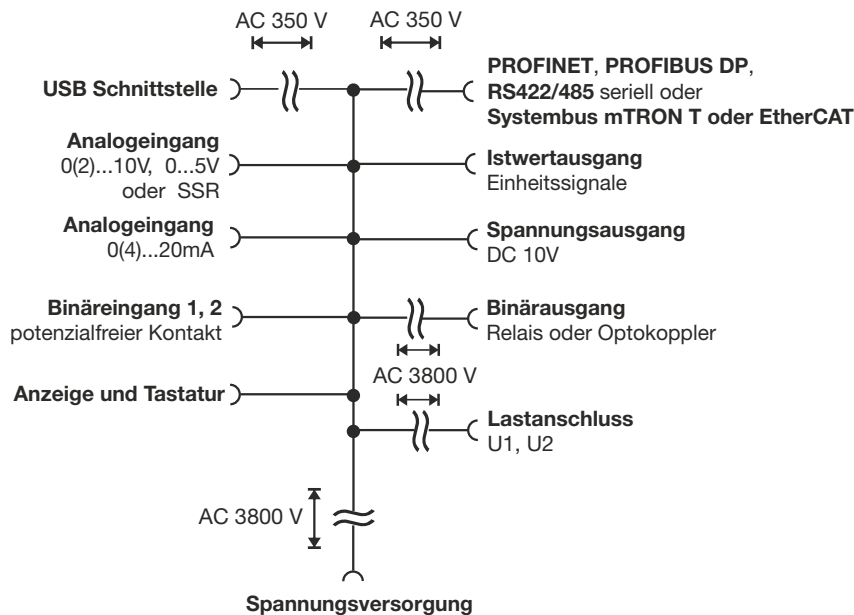 AC 350 V
AC 350 V
USB Schnittstelle
PROFINET, PROFIBUS DP,
RS422/485 seriell oder
Systembus mTRON T oder EtherCAT
Analogeingang
0(2)...10V, 0...5V
oder SSR
Istwertausgang
Einheitssignale
Analogeingang
0(4)...20mA
Spannungsausgang
DC 10V
Binäreingang 1, 2
potenzialfreier Kontakt
Binärausgang
Relais oder Optokoppler
AC 3800 V
Anzeige und Tastatur
Lastanschluss
U1, U2
AC 3800 V
Spannungsversorgung